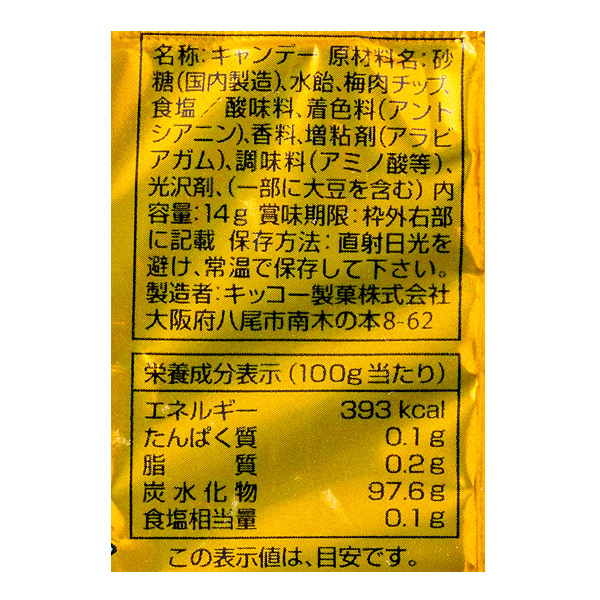 名称:キャンデー 原材料名:砂
糖(国内製造)、水飴、梅肉チップ、
食塩／酸味料、着色料(アント
シアニン)、香料、増粘剤(アラビ
アガム)、調味料(アミノ酸等)、
光沢剤、(一部に大豆を含む) 内
容量:14g 賞味期限:枠外右部
に記載 保存方法:直射日光を
避け、常温で保存して下さい。
製造者:キッコー製菓株式会社
大阪府八尾市南木の本8-62
栄養成分表示(100g当たり)
エネルギー 393kcal
たんぱく質 0.1g
脂質 0.2g
炭水化物 97.6g
食塩相当量 0.1g
この表示値は、目安です。